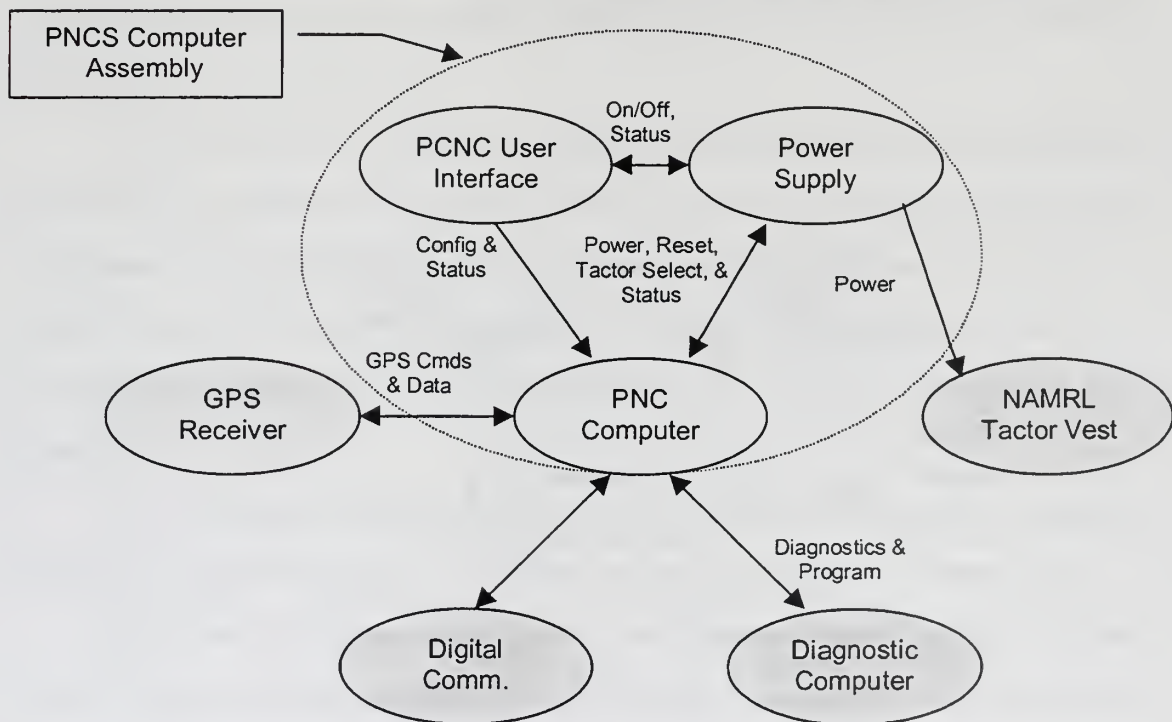 PNCS Computer
Assembly
On/Off,
Status
PCNC User
Interface
Power
Supply
Config &
Status
Power, Reset,
Tactor Select, &
Status
Power
GPS Cmds
& Data
GPS
Receiver
PNC
Computer
NAMRL
Tactor Vest
Diagnostics &
Program
Digital
Comm.
Diagnostic
Computer